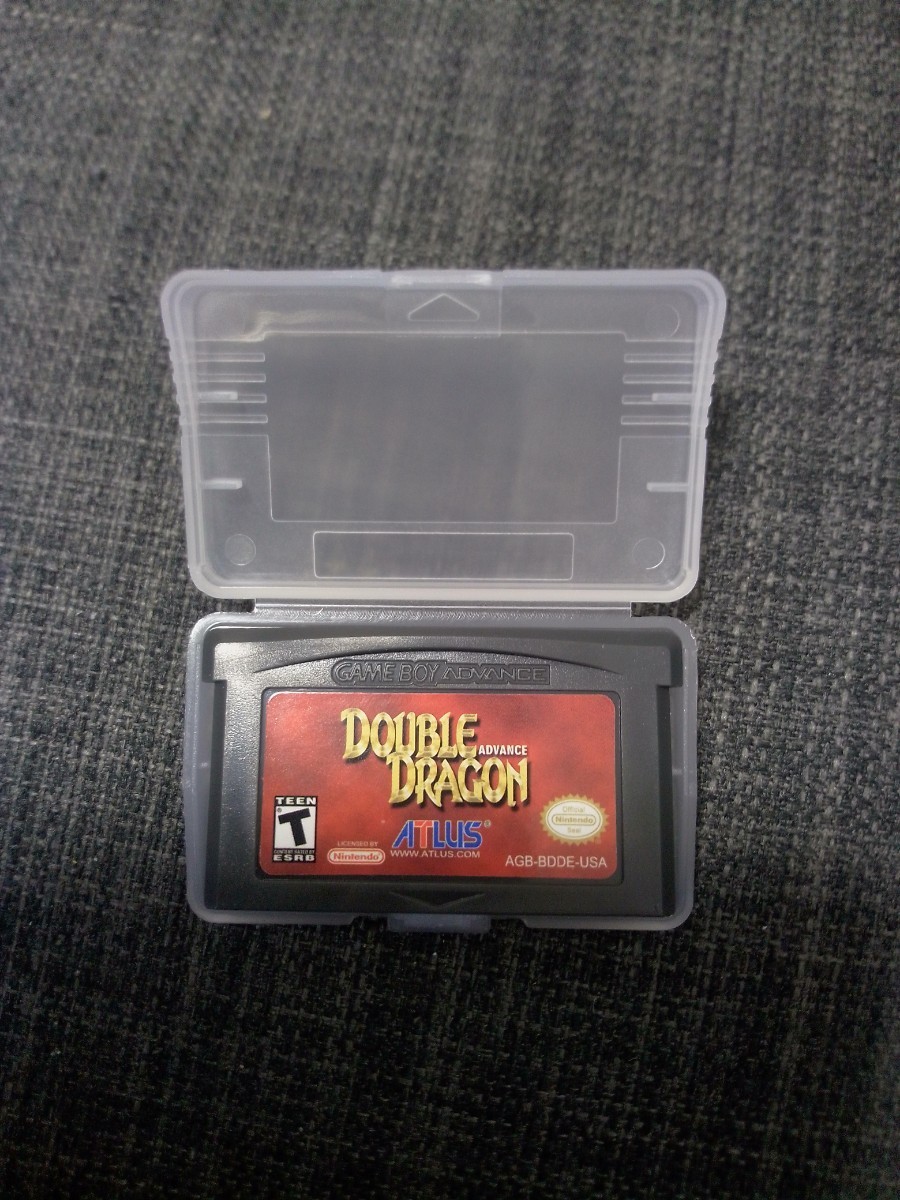 GAME BOY ADVANCE
DOUBLE
ADVANCE
DRAGON
TEEN
T
CONTENT RATED BY
ESRB
LICENSED BY
Nintendo
ATLUS
WWW.ATLUS.COM
Official
Nintendo
Seal
AGB-BDDE-USA